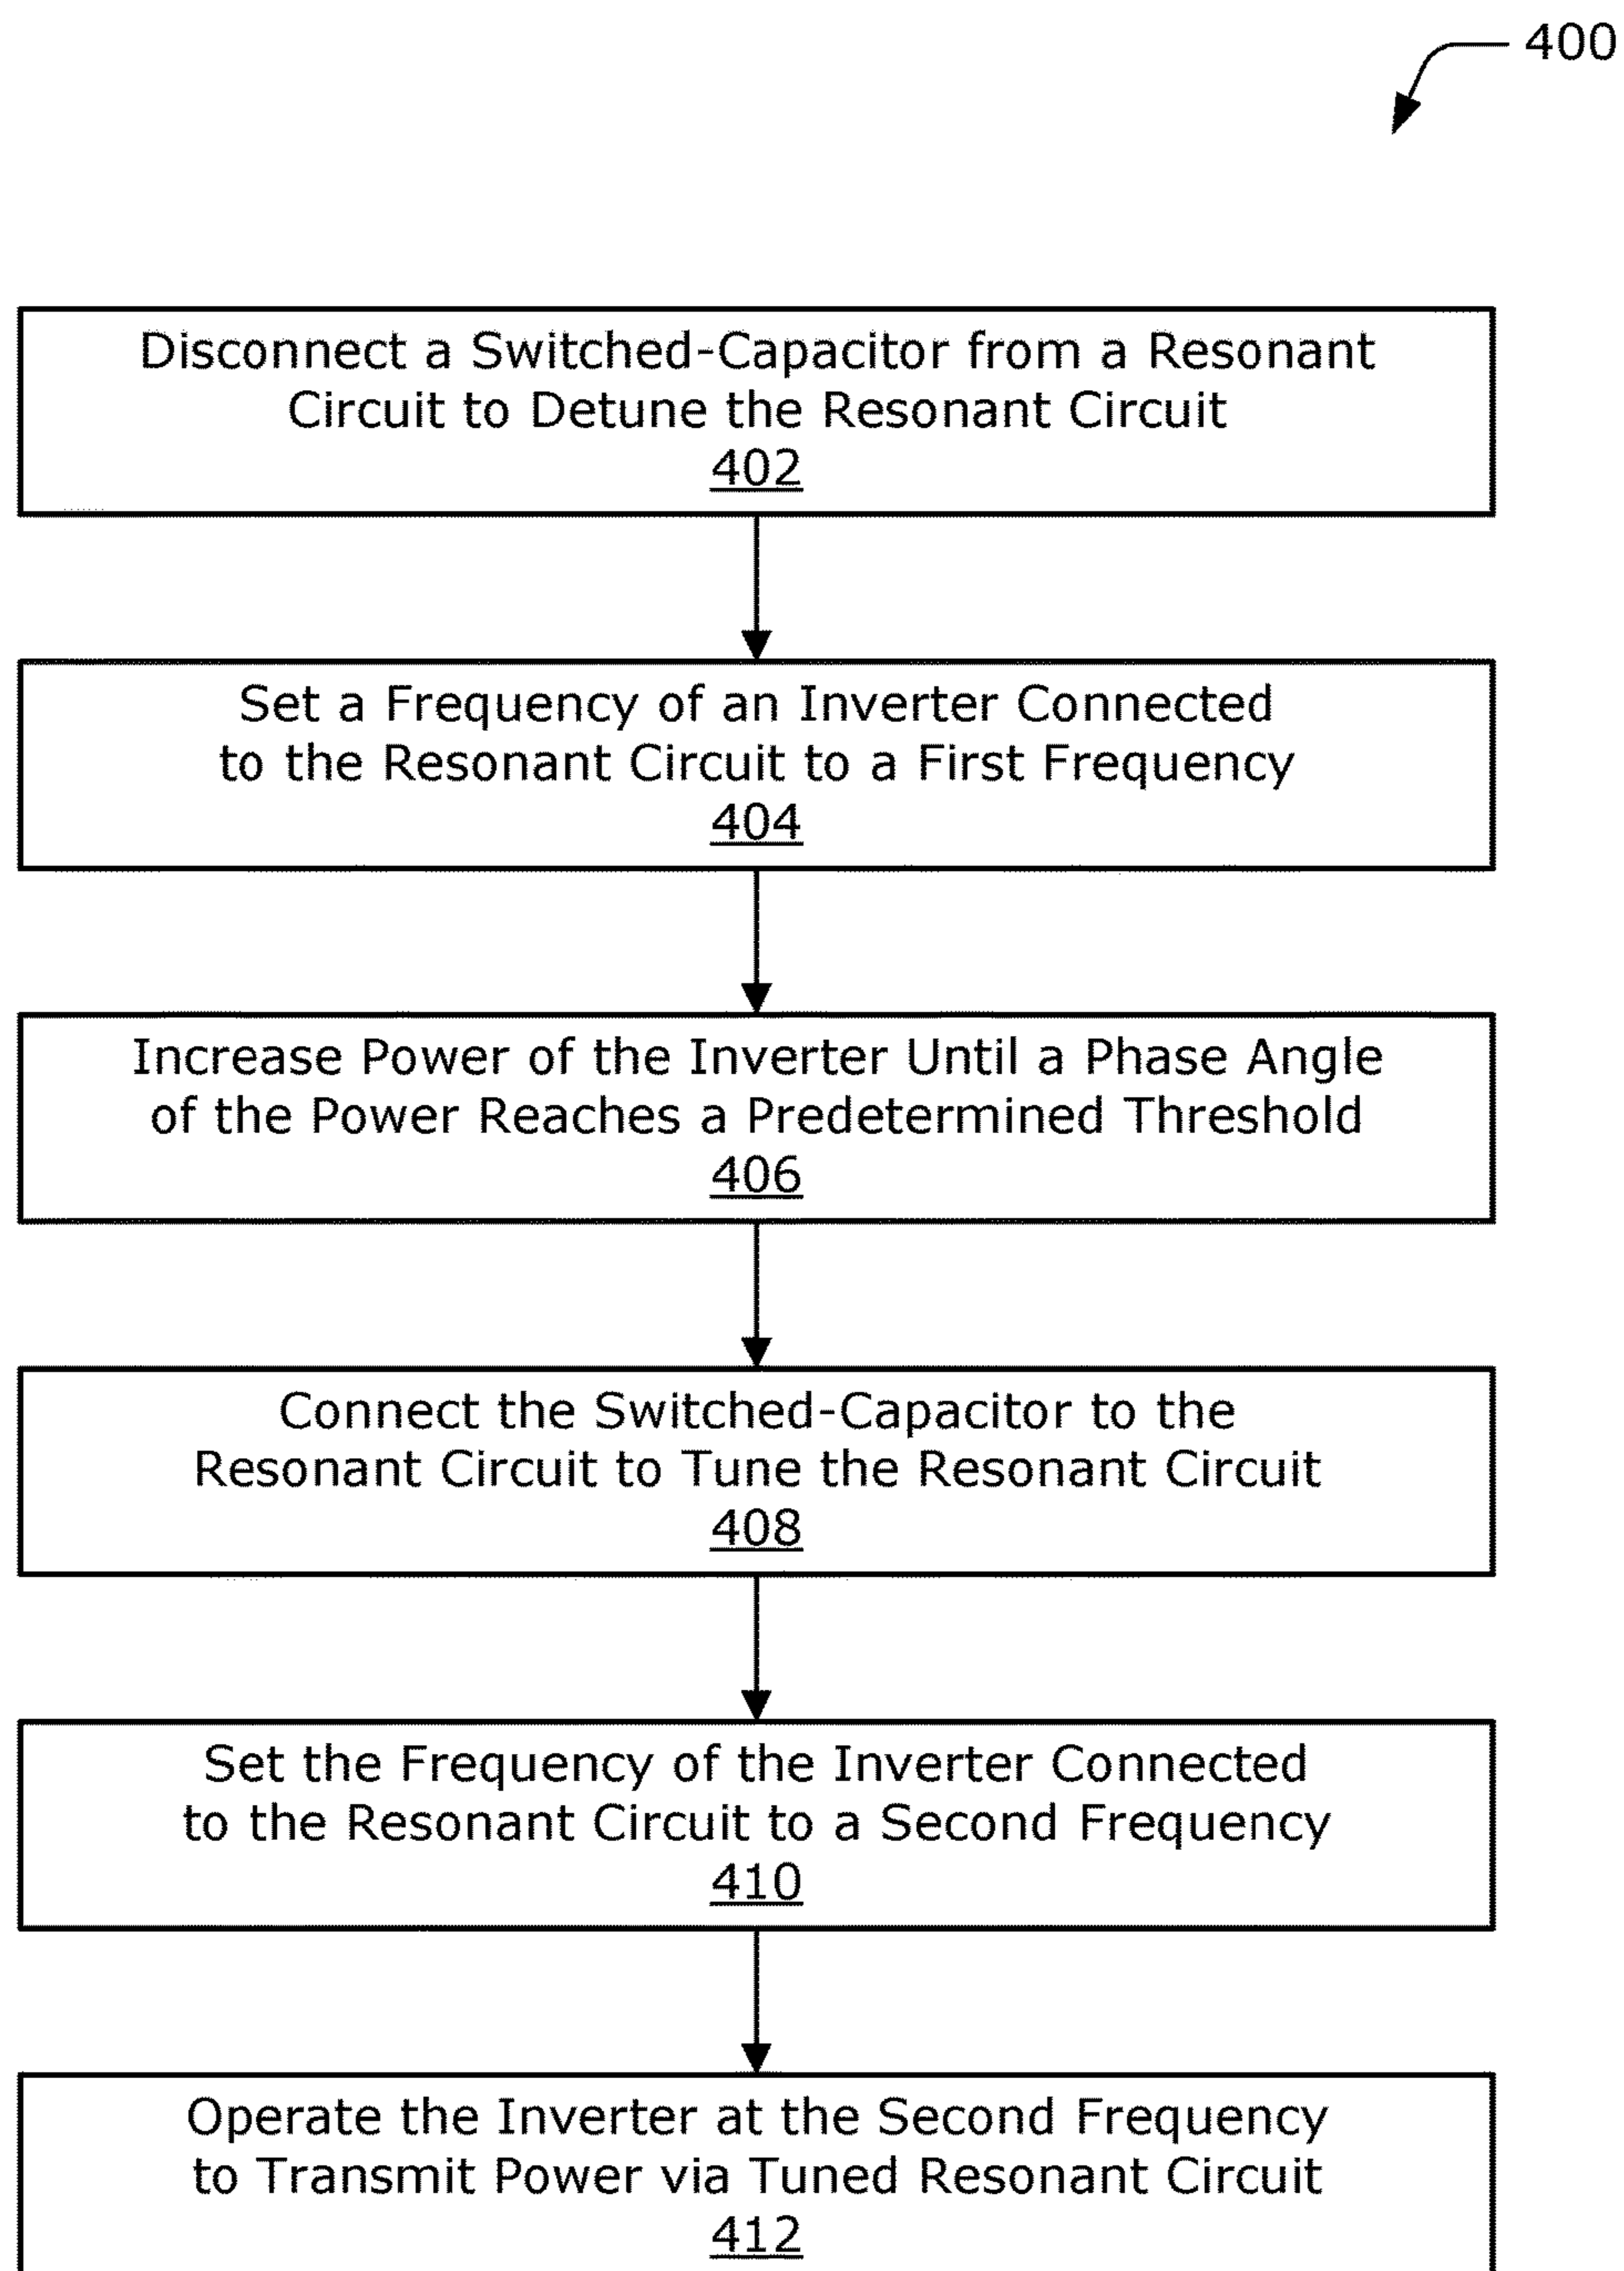 400
Disconnect a Switched-Capacitor from a Resonant
Circuit to Detune the Resonant Circuit
402
Set a Frequency of an Inverter Connected
to the Resonant Circuit to a First Frequency
404
Increase Power of the Inverter Until a Phase Angle
of the Power Reaches a Predetermined Threshold
406
Connect the Switched-Capacitor to the
Resonant Circuit to Tune the Resonant Circuit
408
Set the Frequency of the Inverter Connected
to the Resonant Circuit to a Second Frequency
410
Operate the Inverter at the Second Frequency
to Transmit Power via Tuned Resonant Circuit
412